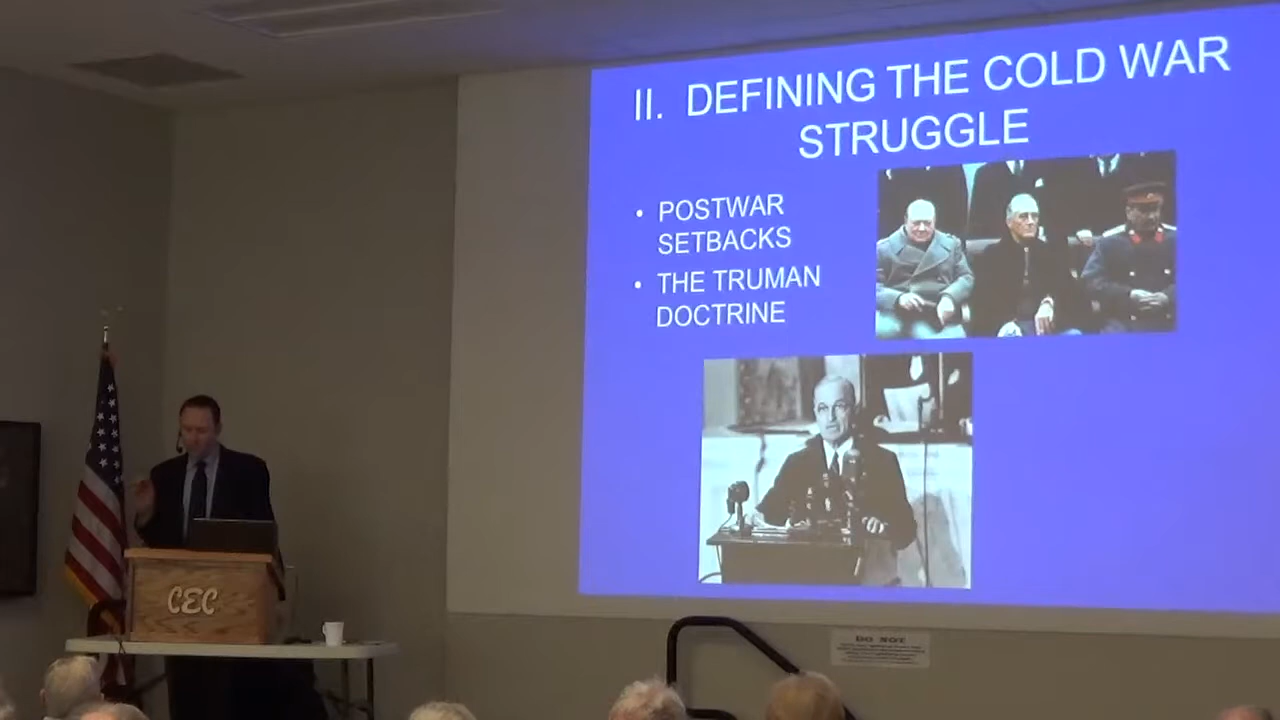 II. DEFINING THE COLD WAR
STRUGGLE
• POSTWAR
SETBACKS
• THE TRUMAN
DOCTRINE
CEC
DO NOT